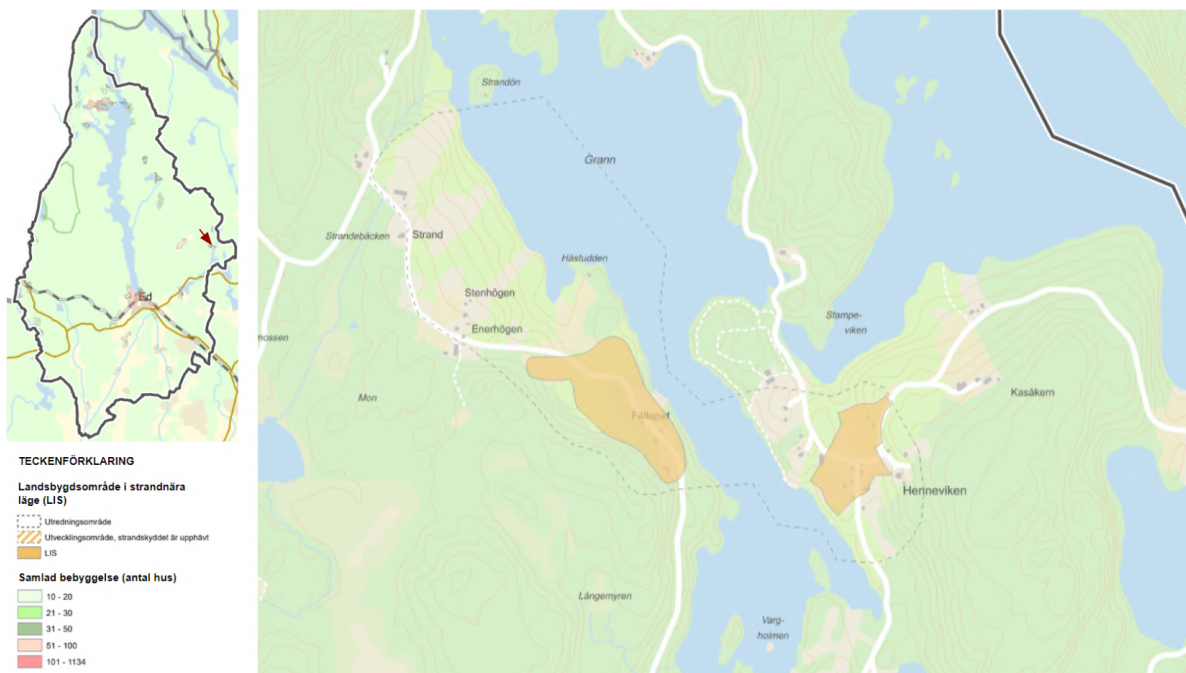 Ed
TECKENFÖRKLARING
Landsbygdsområde i strandnära
läge (LIS)
Utredningsområde
Utvecklingsområde, strandskyddet är upphävt
LIS
Samlad bebyggelse (antal hus)
10 - 20
21 - 30
31 - 50
51 - 100
101 - 1134
Strandön
Grann
Strandebäcken
Strand
Hästudden
Stenhögen
Enerhögen
mossen
Mon
Fällerud
Stampe-
viken
Kasåkern
Henneviken
Långemyren
Varg-
holmen